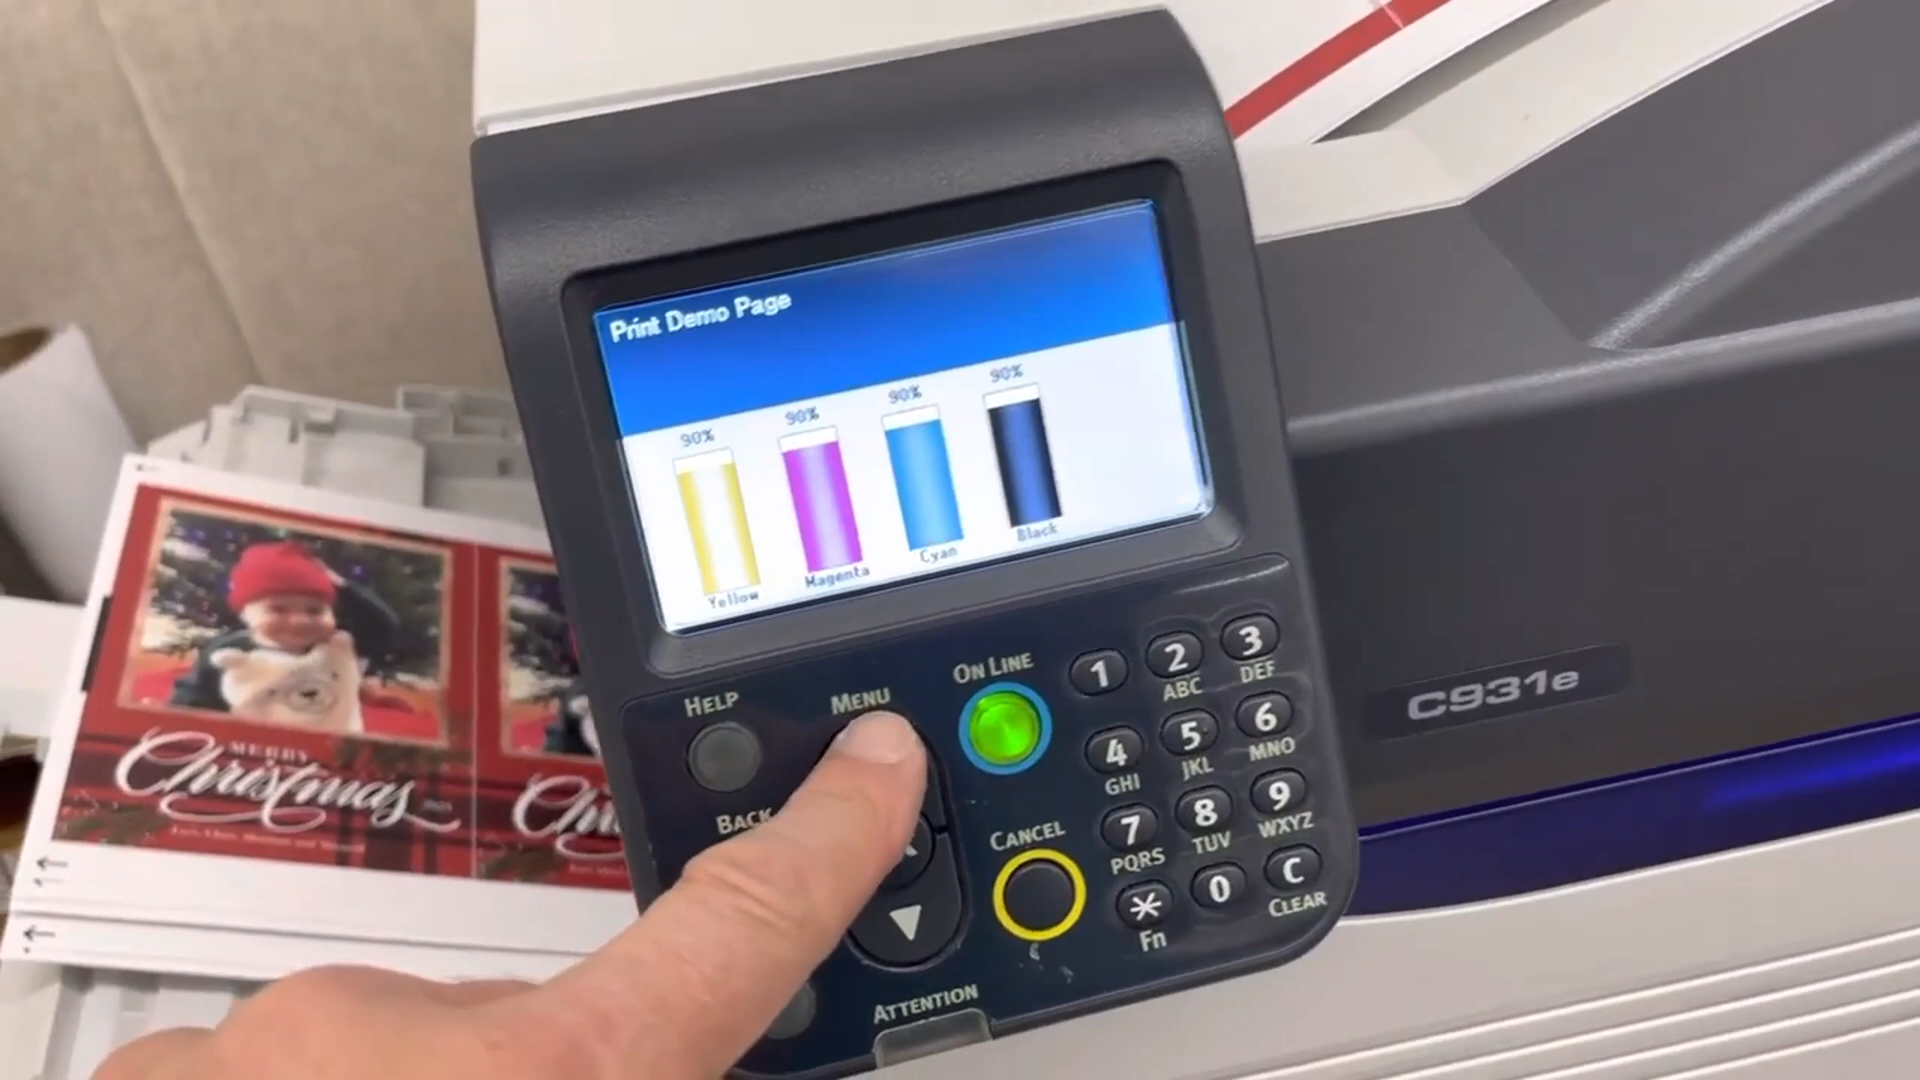 Print Demo Page
90% 90% 90% 90%
Yellow Magenta Cyan Black
HELP MENU ON LINE
BACK
CANCEL
ATTENTION
1 2 3
ABC DEF
4 5 6
GHI JKL MNO
7 8 9
PQRS TUV WXYZ
* 0 C
Fn CLEAR
C931e
MERRY
Christmas